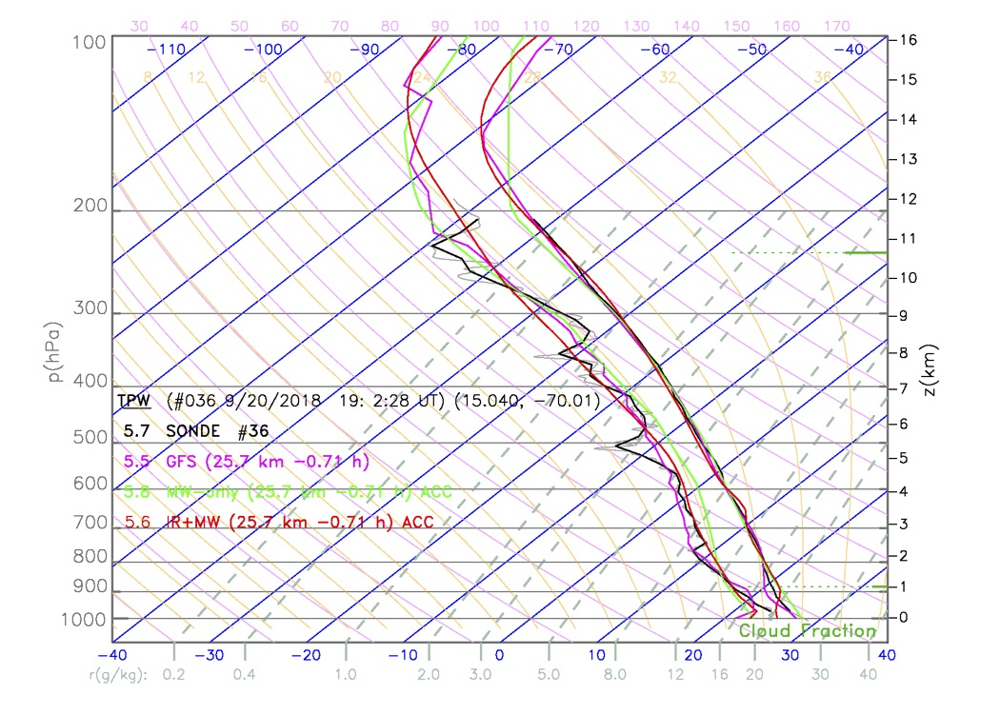 30 40 50 60 70 80 90 100 110 120 130 140 150 160 170
100 -110 -100 -90 -80 -70 -60 -50 -40 16
8 12 16 20 24 28 32 36 15
14
13
200 12
11
10
300 9
p(hPa) 8 z(km)
400 7
TPW (#036 9/20/2018 19: 2:28 UT) (15.040, -70.01)
5.7 SONDE #36 6
500 5
5.5 GFS (25.7 km -0.71 h)
600 4
5.8 MW-only (25.7 km -0.71 h) ACC
700 3
5.6 IR+MW (25.7 km -0.71 h) ACC
800 2
900 1
1000 0
Cloud Fraction
-40 -30 -20 -10 0 10 20 30 40
r(g/kg): 0.2 0.4 1.0 2.0 3.0 5.0 8.0 12 16 20 30 40